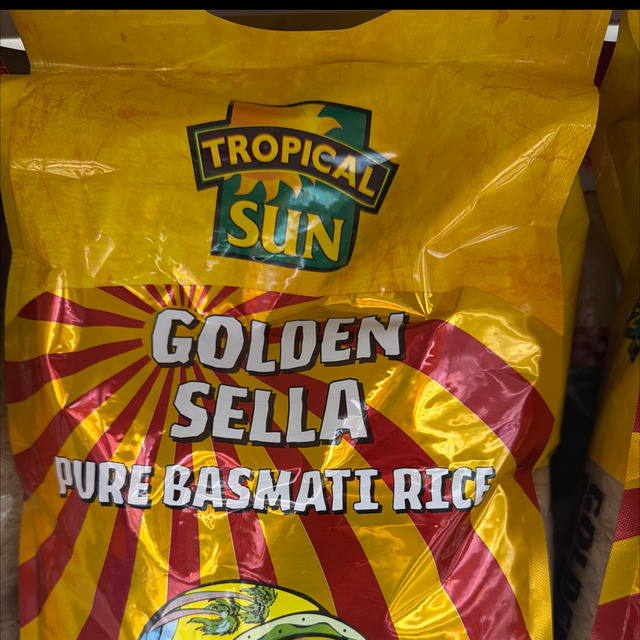 TROPICAL
SUN
GOLDEN
SELLA
PURE BASMATI RICE